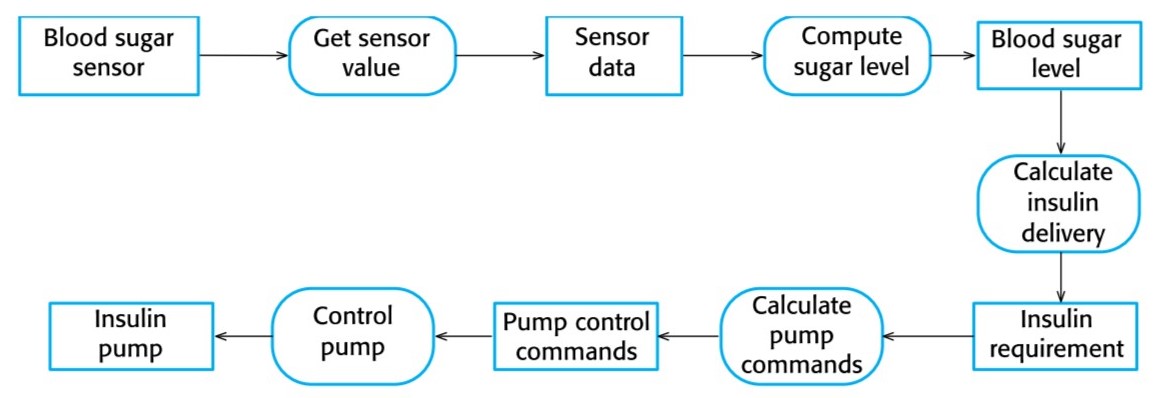 Blood sugar
sensor
Get sensor
value
Sensor
data
Compute
sugar level
Blood sugar
level
Calculate
insulin
delivery
Insulin
pump
Control
pump
Pump control
commands
Calculate
pump
commands
Insulin
requirement